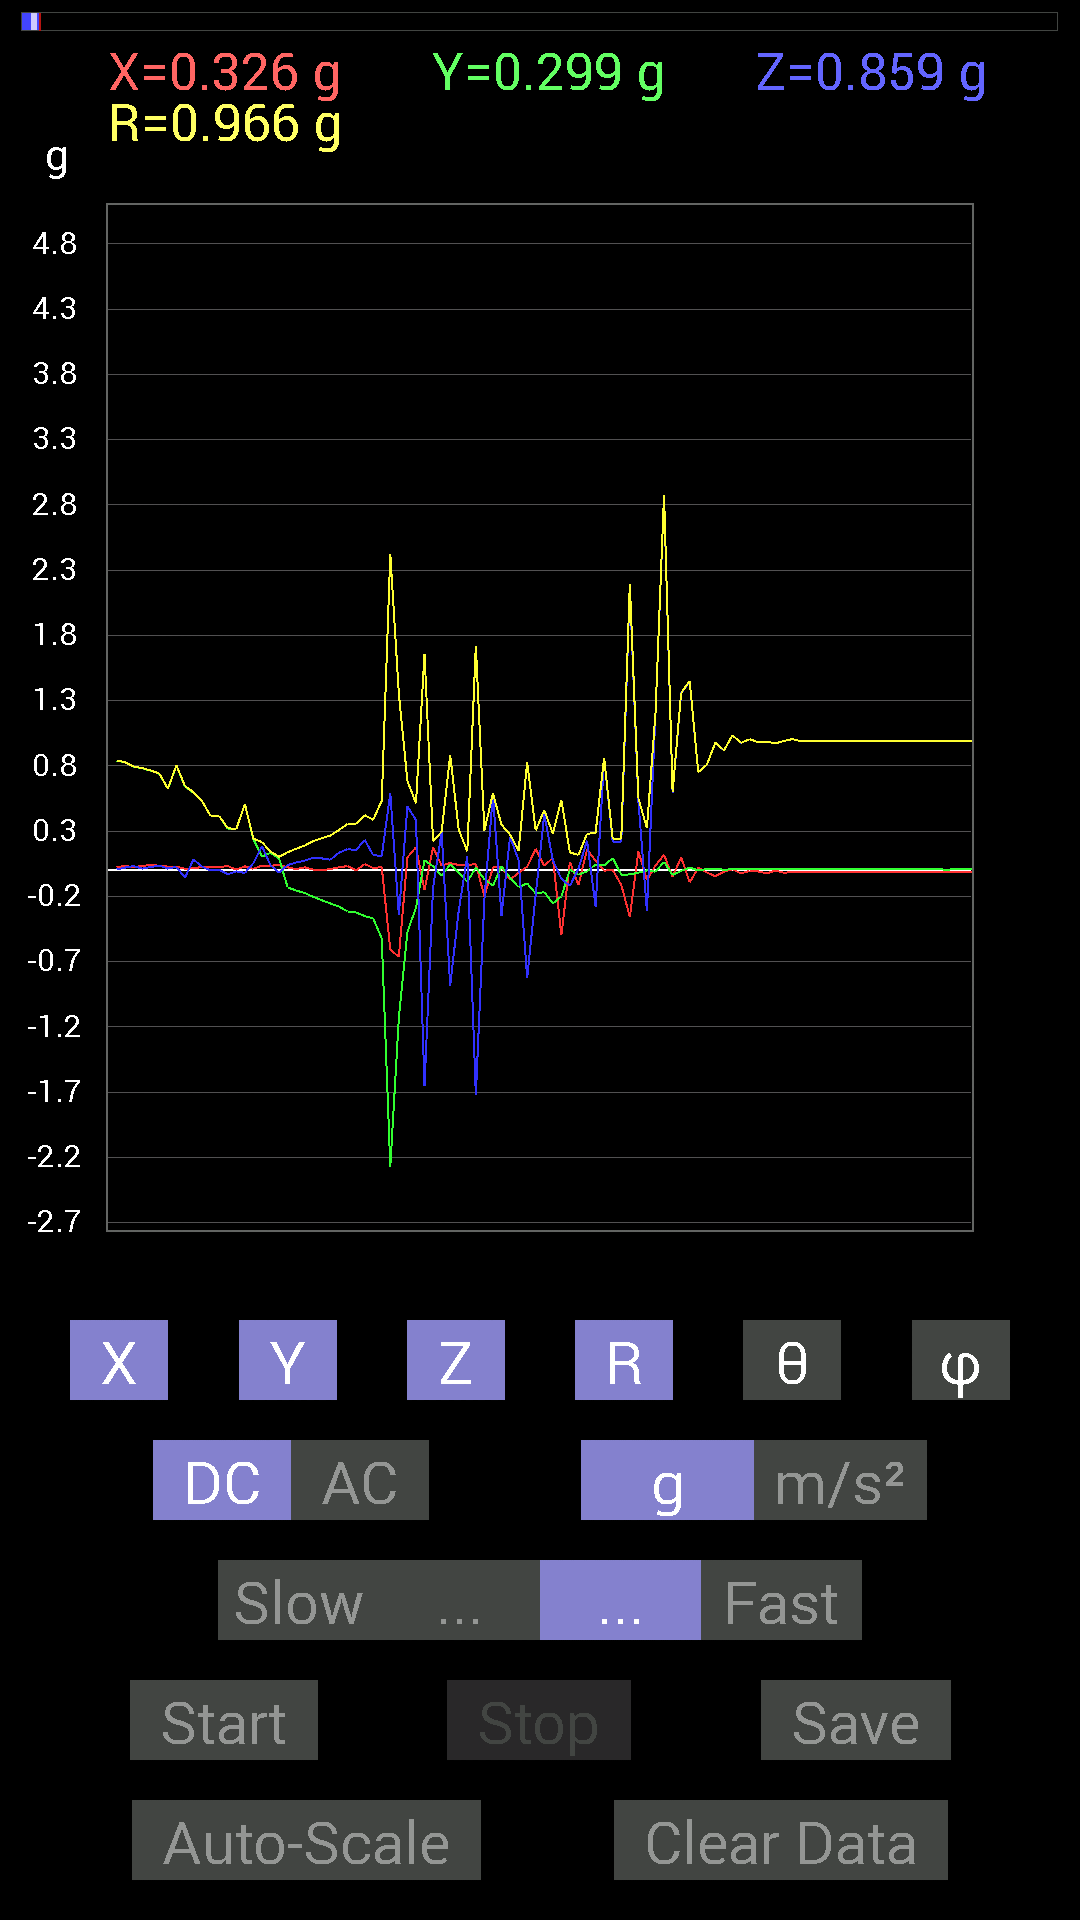 X=0.326 g Y=0.299 g Z=0.859 g
R=0.966 g
g
4.8
4.3
3.8
3.3
2.8
2.3
1.8
1.3
0.8
0.3
-0.2
-0.7
-1.2
-1.7
-2.2
-2.7
X Y Z R θ φ
DC AC g m/s²
Slow ... ... Fast
Start Stop Save
Auto-Scale Clear Data